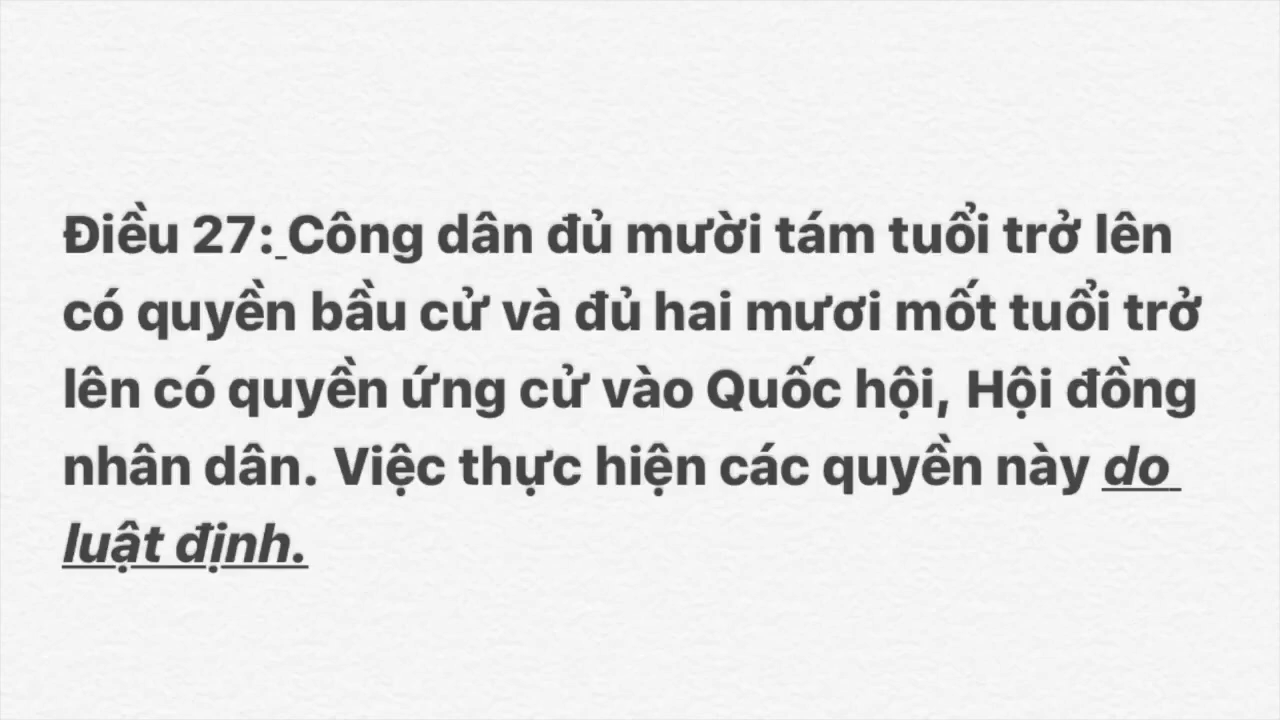 Điều 27: Công dân đủ mười tám tuổi trở lên
có quyền bầu cử và đủ hai mươi mốt tuổi trở
lên có quyền ứng cử vào Quốc hội, Hội đồng
nhân dân. Việc thực hiện các quyền này do
luật định.